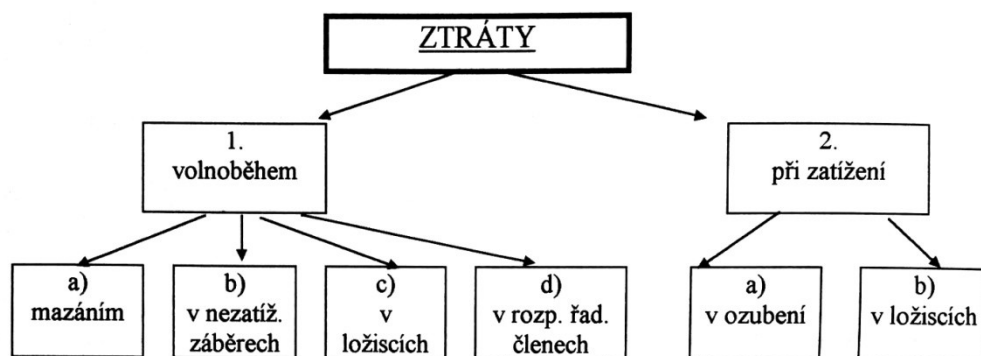 ZTRÁTY
1.
volnoběhem
2.
při zatížení
a)
mazáním
b)
v nezatíž.
záběrech
c)
v
ložiscích
d)
v rozp. řad.
členech
a)
v ozubení
b)
v ložiscích